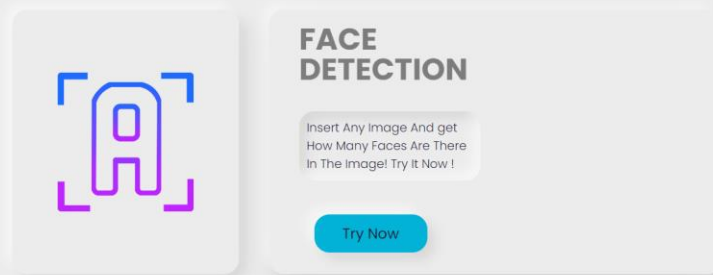 A
FACE
DETECTION
Insert Any Image And get
How Many Faces Are There
In The Image! Try It Now !
Try Now